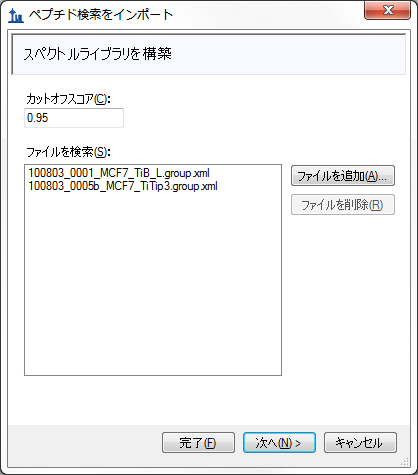 ペプチド検索をインポート
スペクトルライブラリを構築
カットオフスコア(C):
0.95
ファイルを検索(S):
100803_0001_MCF7_TiB_L.group.xml
100803_0005b_MCF7_TiTip3.group.xml
ファイルを追加(A)...
ファイルを削除(R)
完了(F)
次へ(N) >
キャンセル